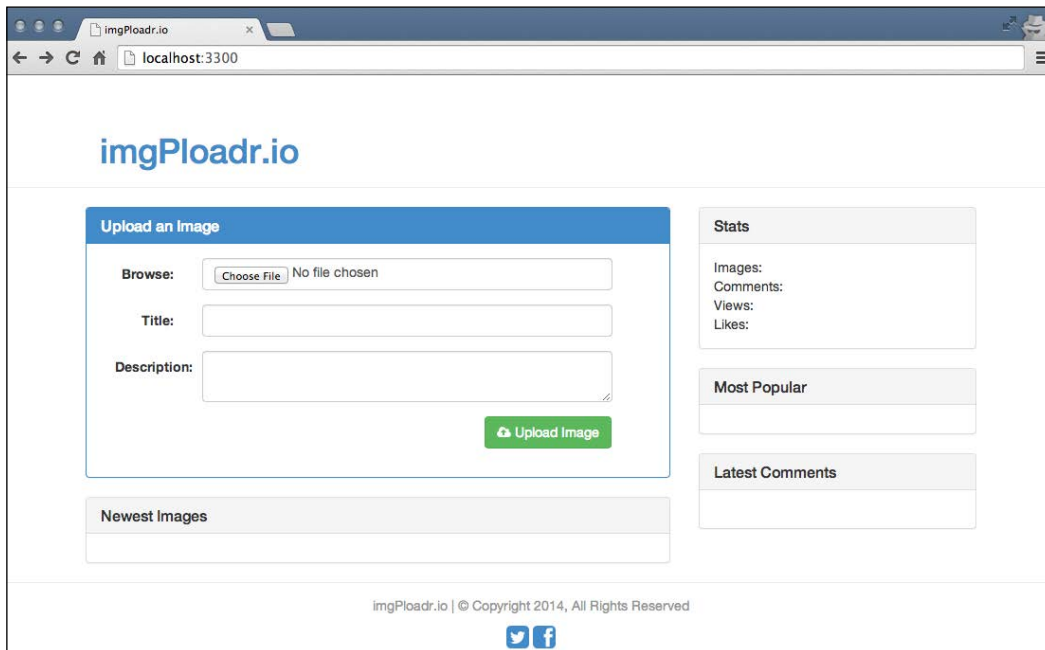 imgPloadr.io
localhost:3300
imgPloadr.io
Upload an Image
Browse:
Choose File No file chosen
Title:
Description:
Upload Image
Newest Images
Stats
Images:
Comments:
Views:
Likes:
Most Popular
Latest Comments
imgPloadr.io | © Copyright 2014, All Rights Reserved